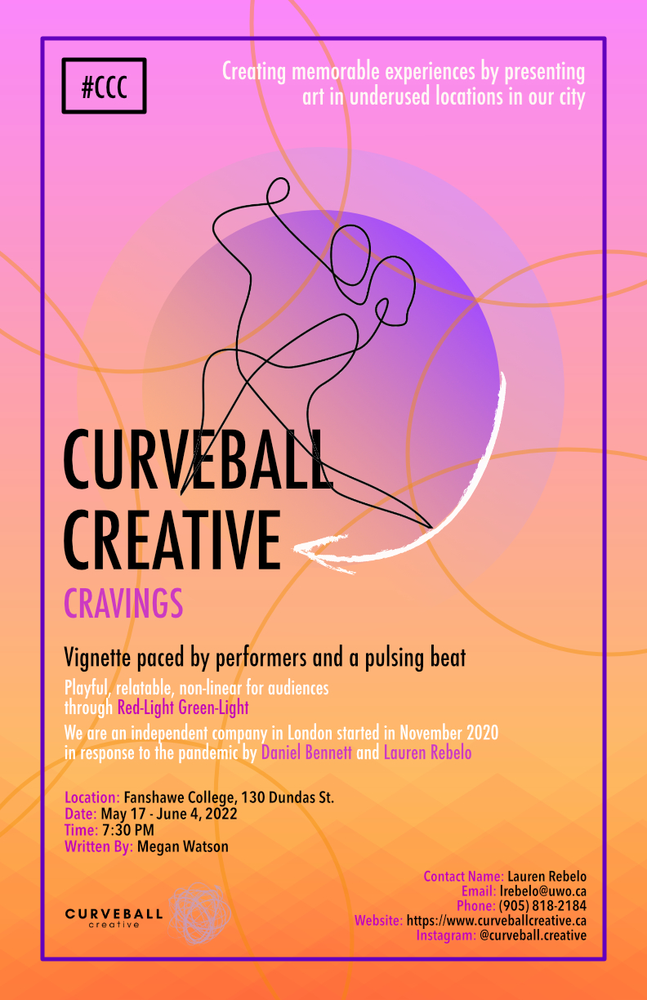 #CCC
Creating memorable experiences by presenting
art in underused locations in our city
CURVEBALL
CREATIVE
CRAVINGS
Vignette paced by performers and a pulsing beat
Playful, relatable, non-linear for audiences
through Red-Light Green-Light
We are an independent company in London started in November 2020
in response to the pandemic by Daniel Bennett and Lauren Rebelo
Location: Fanshawe College, 130 Dundas St.
Date: May 17 - June 4, 2022
Time: 7:30 PM
Written By: Megan Watson
Contact Name: Lauren Rebelo
Email: lrebelo@uwo.ca
Phone: (905) 818-2184
Website: https://www.curveballcreative.ca
Instagram: @curveball.creative
CURVEBALL
creative